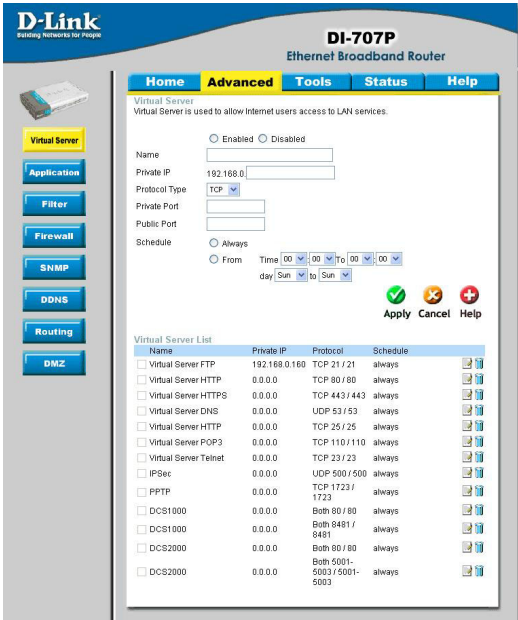 D-Link
Building Networks for People
DI-707P
Ethernet Broadband Router
Home Advanced Tools Status Help
Virtual Server
Application
Filter
Firewall
SNMP
DDNS
Routing
DMZ
Virtual Server
Virtual Server is used to allow Internet users access to LAN services.
Enabled Disabled
Name
Private IP 192.168.0.
Protocol Type TCP
Private Port
Public Port
Schedule Always
From Time 00 : 00 To 00 : 00
day Sun to Sun
Apply Cancel Help
Virtual Server List
Name Private IP Protocol Schedule
Virtual Server FTP 192.168.0.160 TCP 21 / 21 always
Virtual Server HTTP 0.0.0.0 TCP 80 / 80 always
Virtual Server HTTPS 0.0.0.0 TCP 443 / 443 always
Virtual Server DNS 0.0.0.0 UDP 53 / 53 always
Virtual Server HTTP 0.0.0.0 TCP 25 / 25 always
Virtual Server POP3 0.0.0.0 TCP 110 / 110 always
Virtual Server Telnet 0.0.0.0 TCP 23 / 23 always
IPSec 0.0.0.0 UDP 500 / 500 always
PPTP 0.0.0.0 TCP 1723 / 1723 always
DCS1000 0.0.0.0 Both 80 / 80 always
DCS1000 0.0.0.0 Both 8481 / 8481 always
DCS2000 0.0.0.0 Both 80 / 80 always
DCS2000 0.0.0.0 Both 5001-5003 / 5001-5003 always